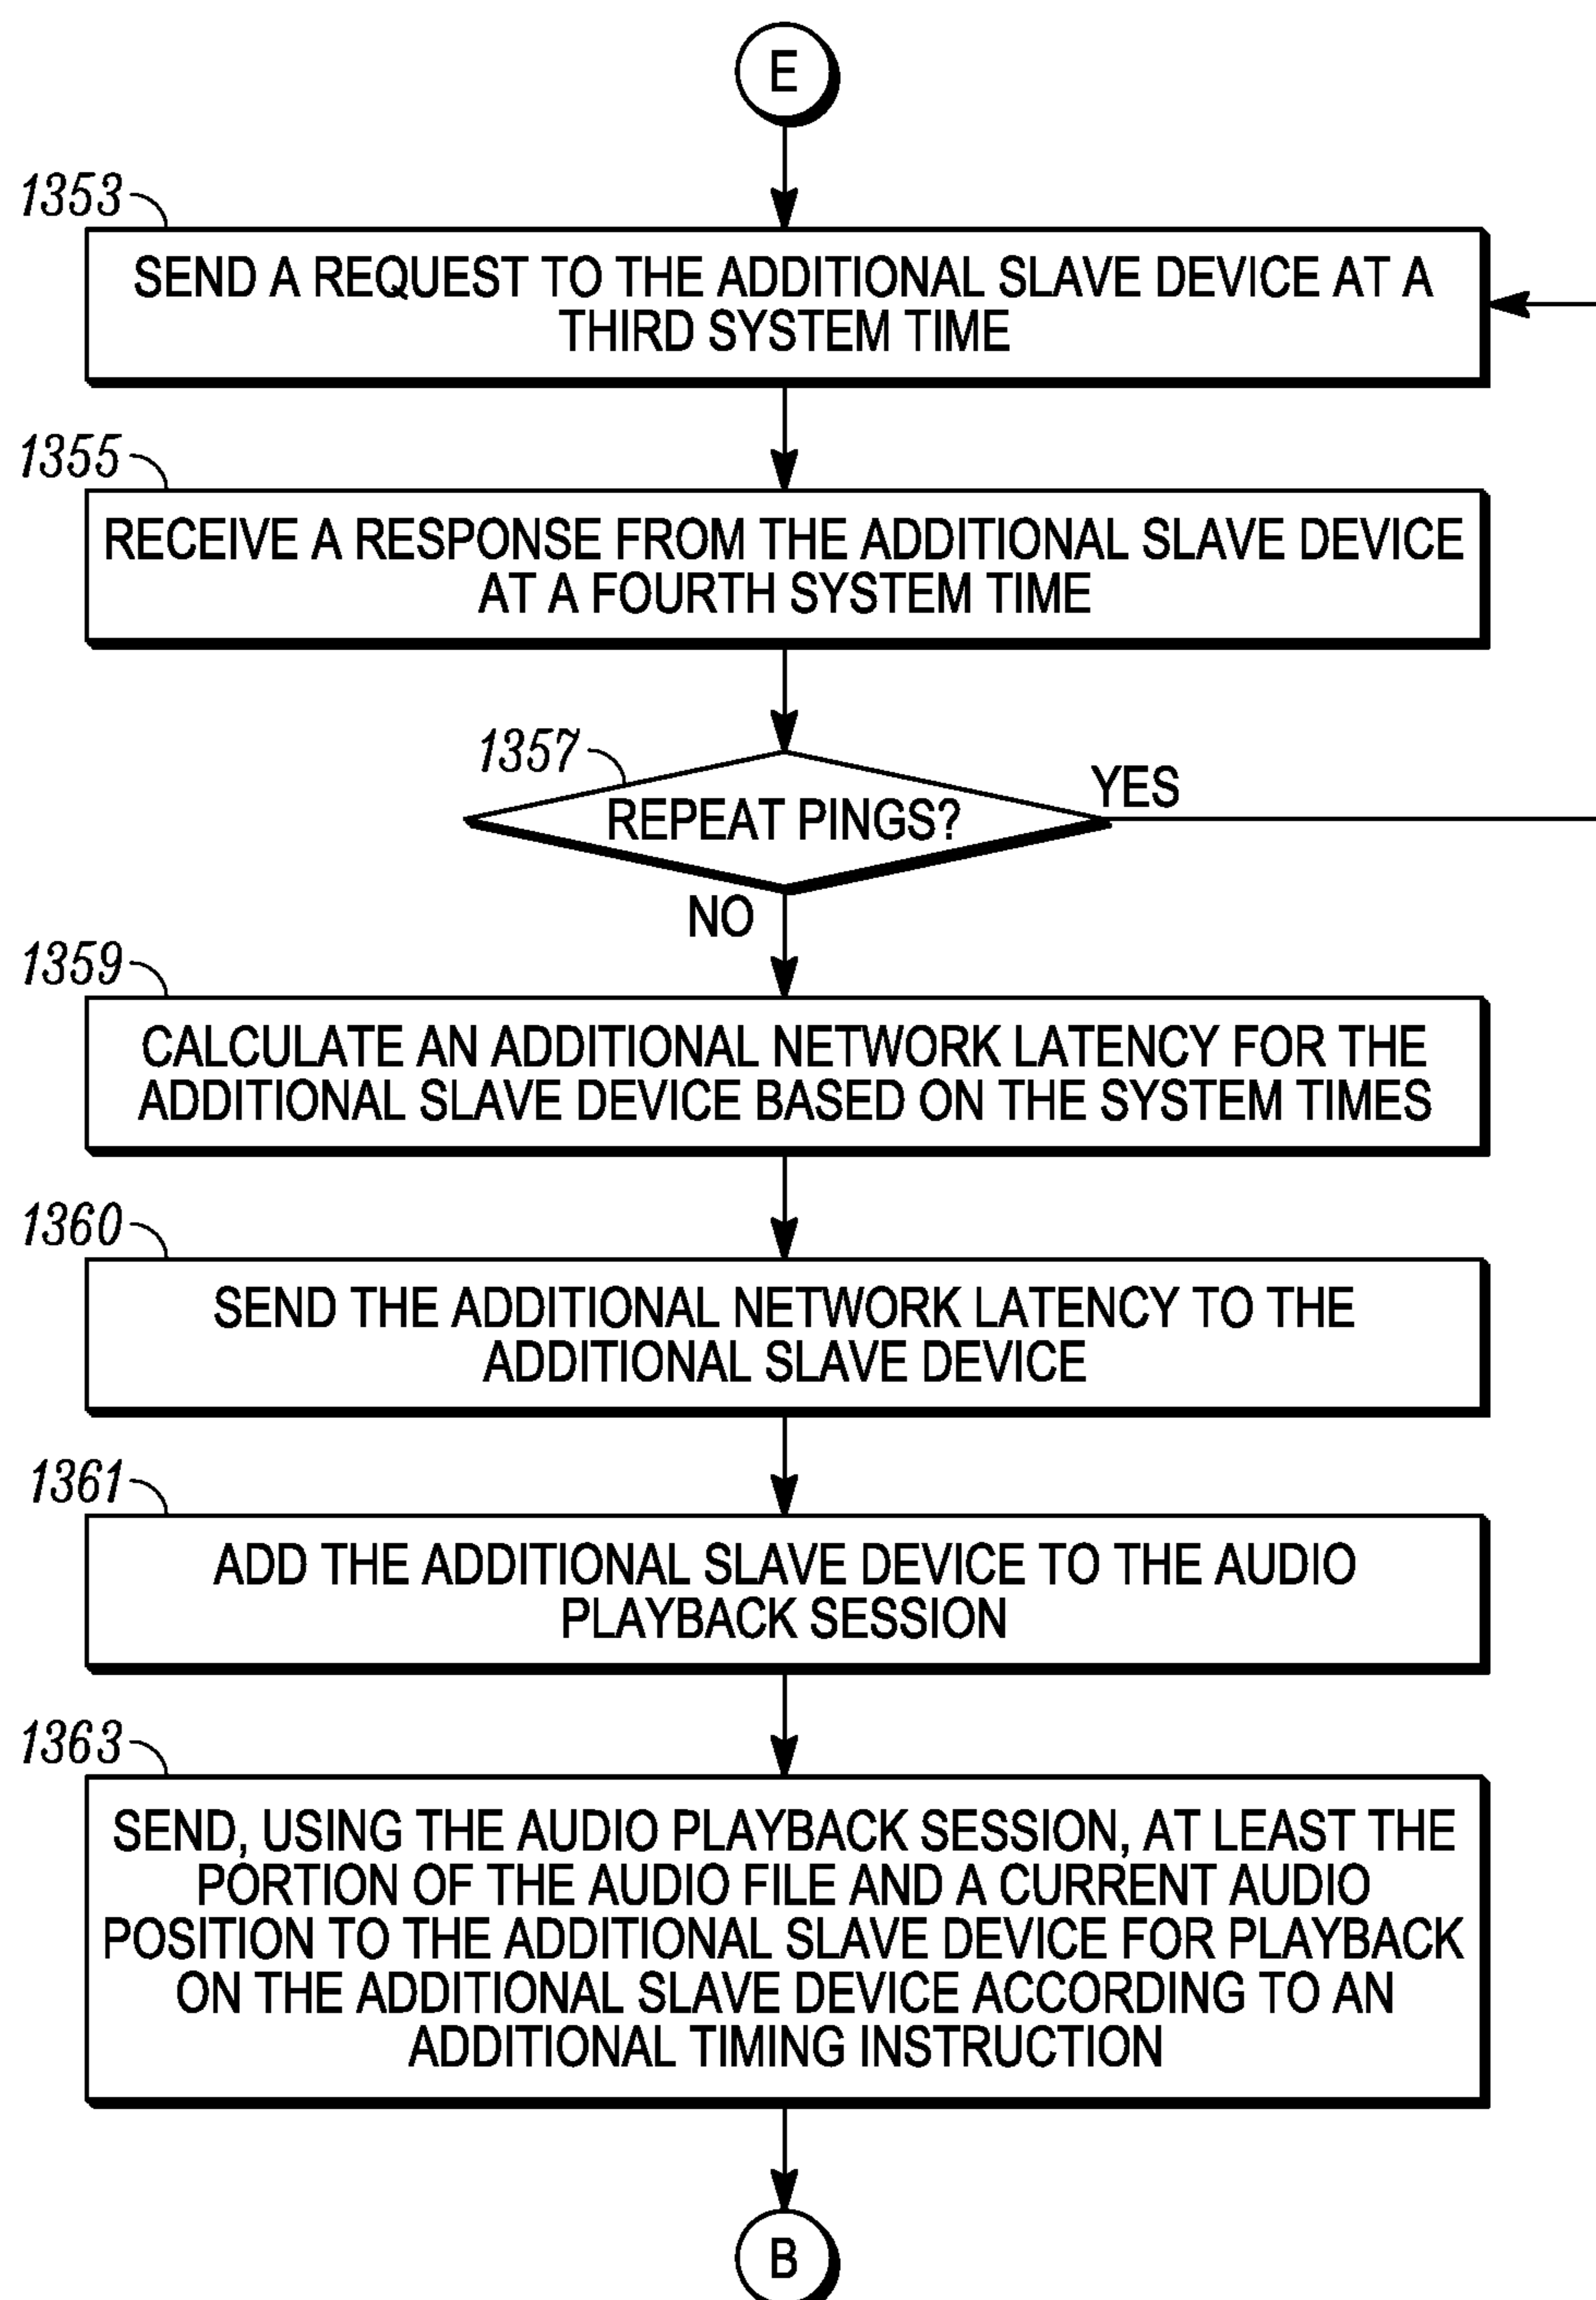 E
1353
SEND A REQUEST TO THE ADDITIONAL SLAVE DEVICE AT A
THIRD SYSTEM TIME
1355
RECEIVE A RESPONSE FROM THE ADDITIONAL SLAVE DEVICE
AT A FOURTH SYSTEM TIME
1357
REPEAT PINGS?
YES
NO
1359
CALCULATE AN ADDITIONAL NETWORK LATENCY FOR THE
ADDITIONAL SLAVE DEVICE BASED ON THE SYSTEM TIMES
1360
SEND THE ADDITIONAL NETWORK LATENCY TO THE
ADDITIONAL SLAVE DEVICE
1361
ADD THE ADDITIONAL SLAVE DEVICE TO THE AUDIO
PLAYBACK SESSION
1363
SEND, USING THE AUDIO PLAYBACK SESSION, AT LEAST THE
PORTION OF THE AUDIO FILE AND A CURRENT AUDIO
POSITION TO THE ADDITIONAL SLAVE DEVICE FOR PLAYBACK
ON THE ADDITIONAL SLAVE DEVICE ACCORDING TO AN
ADDITIONAL TIMING INSTRUCTION
B